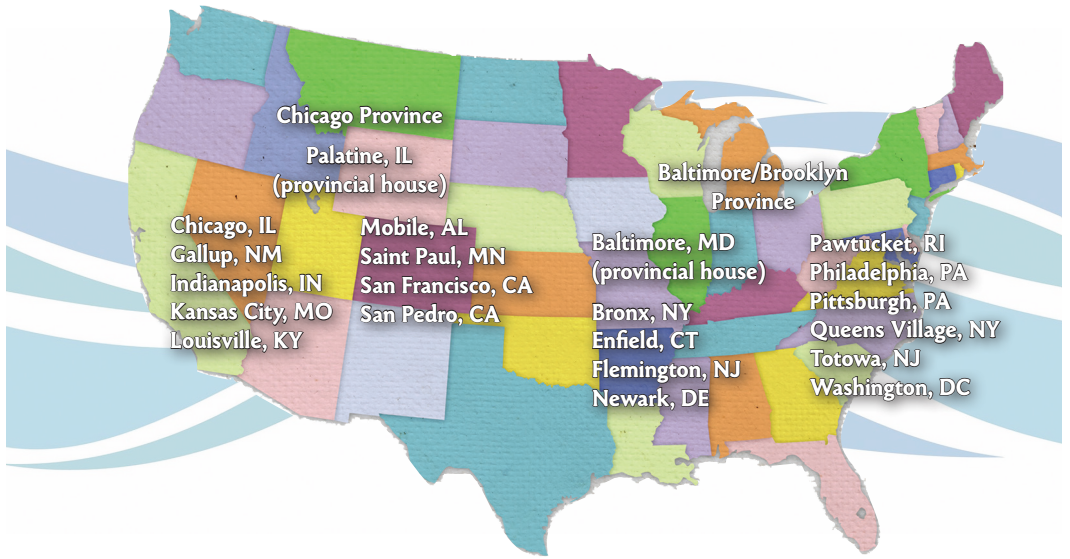 Chicago Province
Palatine, IL
(provincial house)
Chicago, IL
Gallup, NM
Indianapolis, IN
Kansas City, MO
Louisville, KY
Mobile, AL
Saint Paul, MN
San Francisco, CA
San Pedro, CA
Baltimore/Brooklyn
Province
Baltimore, MD
(provincial house)
Bronx, NY
Enfield, CT
Flemington, NJ
Newark, DE
Pawtucket, RI
Philadelphia, PA
Pittsburgh, PA
Queens Village, NY
Totowa, NJ
Washington, DC